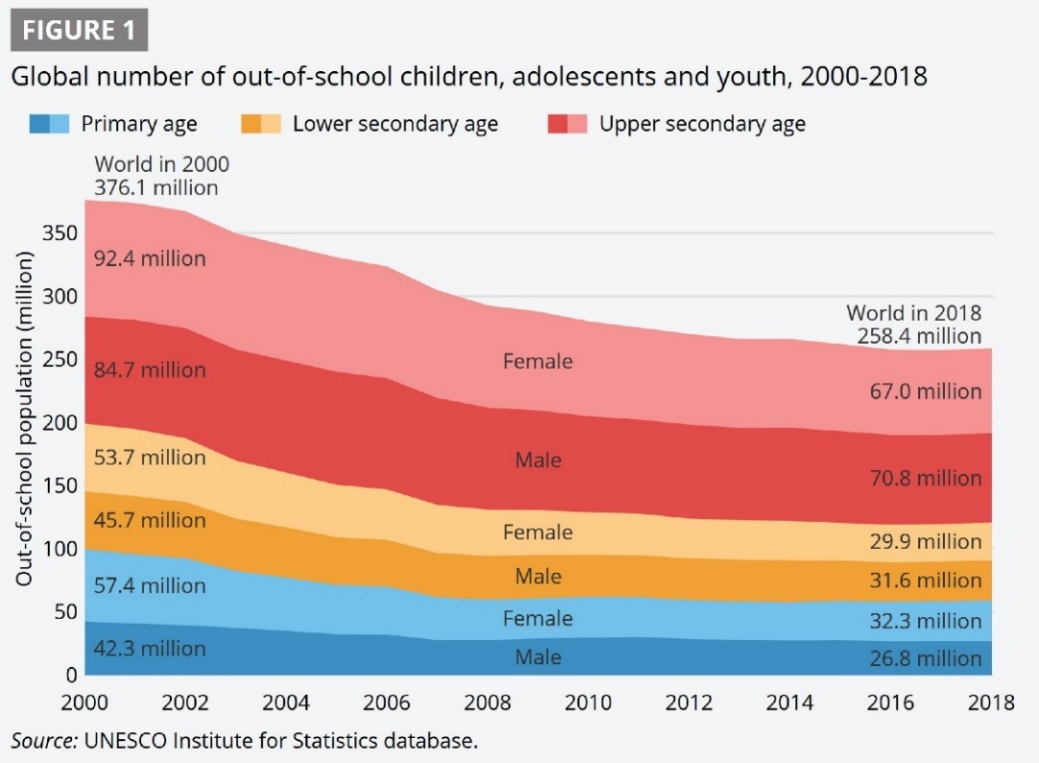 FIGURE 1
Global number of out-of-school children, adolescents and youth, 2000-2018
Primary age
Lower secondary age
Upper secondary age
World in 2000
376.1 million
Out-of-school population (million)
350
300
250
200
150
100
50
0
92.4 million
84.7 million
53.7 million
45.7 million
57.4 million
42.3 million
Female
Male
Female
Male
Female
Male
World in 2018
258.4 million
67.0 million
70.8 million
29.9 million
31.6 million
32.3 million
26.8 million
2000 2002 2004 2006 2008 2010 2012 2014 2016 2018
Source: UNESCO Institute for Statistics database.